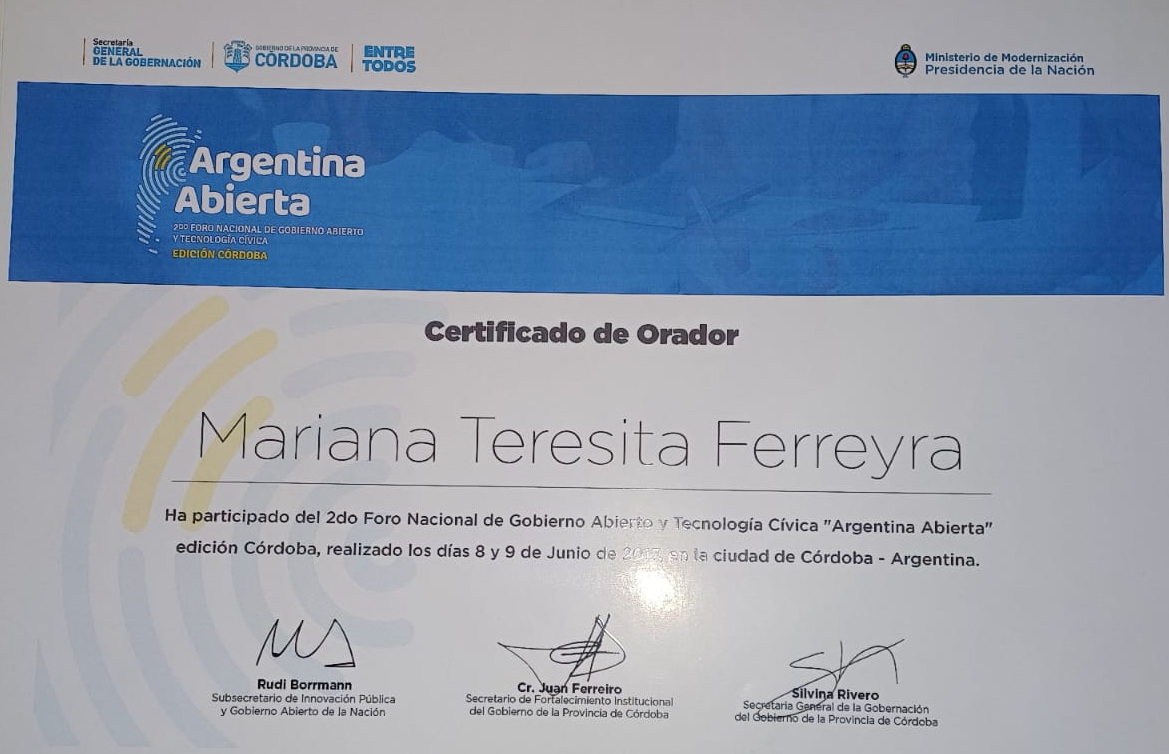 Secretaría
GENERAL
DE LA GOBERNACIÓN
GOBIERNO DE LA PROVINCIA DE
CÓRDOBA
ENTRE
TODOS
Ministerio de Modernización
Presidencia de la Nación
Argentina
Abierta
2DO FORO NACIONAL DE GOBIERNO ABIERTO
Y TECNOLOGÍA CÍVICA
EDICIÓN CÓRDOBA
Certificado de Orador
Mariana Teresita Ferreyra
Ha participado del 2do Foro Nacional de Gobierno Abierto y Tecnología Cívica "Argentina Abierta"
edición Córdoba, realizado los días 8 y 9 de Junio de 2017, en la ciudad de Córdoba - Argentina.
Rudi Borrmann
Subsecretario de Innovación Pública
y Gobierno Abierto de la Nación
Cr. Juan Ferreiro
Secretario de Fortalecimiento Institucional
del Gobierno de la Provincia de Córdoba
Silvina Rivero
Secretaria General de la Gobernación
del Gobierno de la Provincia de Córdoba